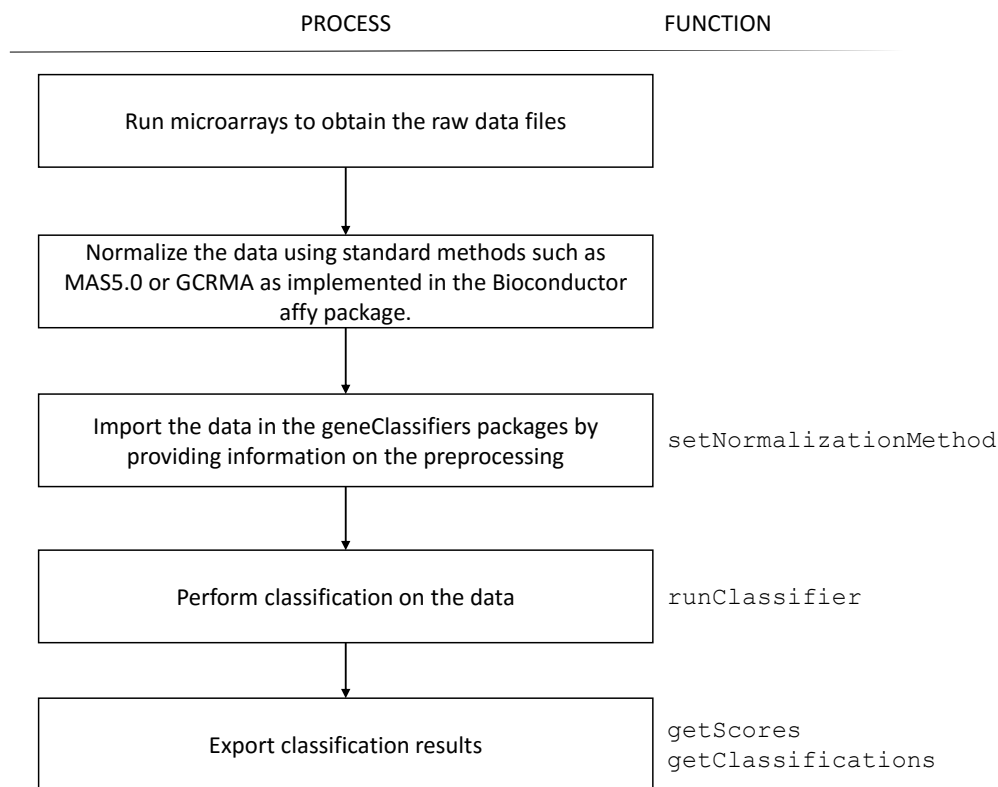 PROCESS FUNCTION
Run microarrays to obtain the raw data files
Normalize the data using standard methods such as
MAS5.0 or GCRMA as implemented in the Bioconductor
affy package.
Import the data in the geneClassifiers packages by
providing information on the preprocessing
setNormalizationMethod
Perform classification on the data
runClassifier
Export classification results
getScores
getClassifications